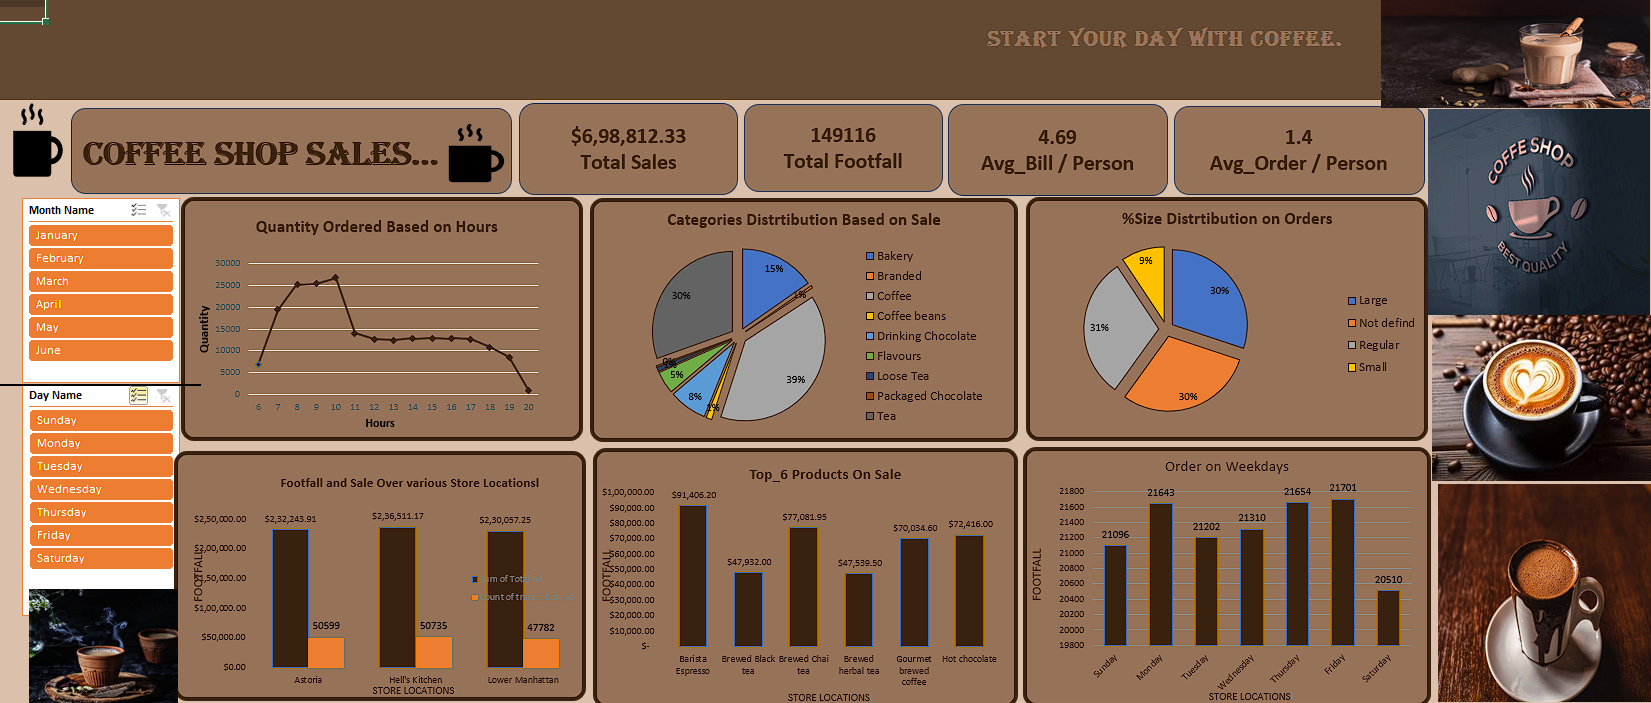 START YOUR DAY WITH COFFEE.
COFFEE SHOP SALES...
$6,98,812.33
Total Sales
149116
Total Footfall
4.69
Avg_Bill / Person
1.4
Avg_Order / Person
COFFE SHOP
BEST QUALITY
Month Name
January
February
March
April
May
June
Day Name
Sunday
Monday
Tuesday
Wednesday
Thursday
Friday
Saturday
Quantity Ordered Based on Hours
Quantity
30000
25000
20000
15000
10000
5000
0
6 7 8 9 10 11 12 13 14 15 16 17 18 19 20
Hours
Categories Distrtibution Based on Sale
15%
1%
39%
1%
8%
5%
1%
0%
30%
Bakery
Branded
Coffee
Coffee beans
Drinking Chocolate
Flavours
Loose Tea
Packaged Chocolate
Tea
%Size Distrtibution on Orders
9%
30%
31%
30%
Large
Not defind
Regular
Small
Footfall and Sale Over various Store Locationsl
FOOTFALL
$2,50,000.00
$2,00,000.00
$1,50,000.00
$1,00,000.00
$50,000.00
$0.00
$2,32,243.91
$2,36,511.17
$2,30,057.25
50599
50735
47782
Sum of
Count of
Astoria
Hell's Kitchen
Lower Manhattan
STORE LOCATIONS
Top_6 Products On Sale
FOOTFALL
$1,00,000.00
$90,000.00
$80,000.00
$70,000.00
$60,000.00
$50,000.00
$40,000.00
$30,000.00
$20,000.00
$10,000.00
$-
$91,406.20
$47,932.00
$77,081.95
$47,539.50
$70,034.60
$72,416.00
Barista Espresso
Brewed Black tea
Brewed Chai tea
Brewed herbal tea
Gourmet brewed coffee
Hot chocolate
STORE LOCATIONS
Order on Weekdays
FOOTFALL
21800
21600
21400
21200
21000
20800
20600
20400
20200
20000
19800
21096
21643
21202
21310
21654
21701
20510
Sunday
Monday
Tuesday
Wednesday
Thursday
Friday
Saturday
STORE LOCATIONS